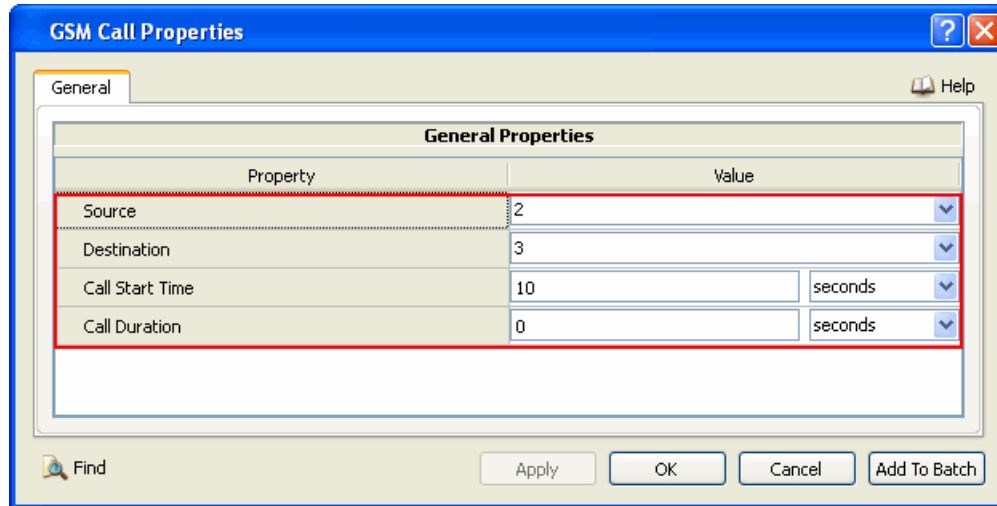 GSM Call Properties
General
Help
General Properties
Property Value
Source 2
Destination 3
Call Start Time 10 seconds
Call Duration 0 seconds
Find Apply OK Cancel Add To Batch